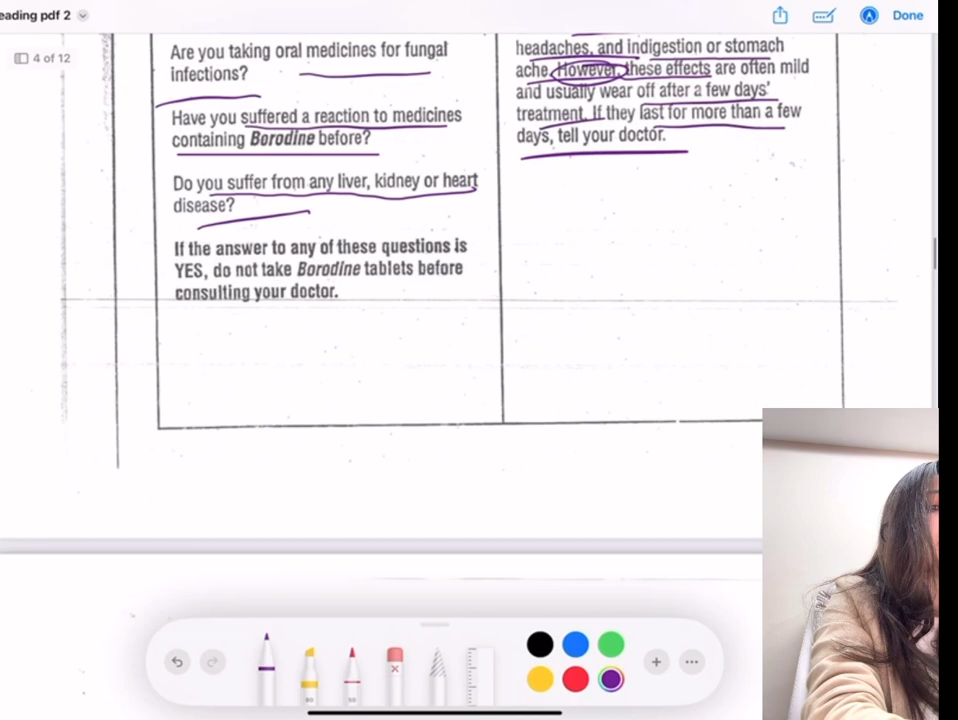 eading pdf 2
Done
4 of 12
Are you taking oral medicines for fungal
infections?
Have you suffered a reaction to medicines
containing Borodine before?
Do you suffer from any liver, kidney or heart
disease?
If the answer to any of these questions is
YES, do not take Borodine tablets before
consulting your doctor.
headaches, and indigestion or stomach
ache. However, these effects are often mild
and usually wear off after a few days'
treatment. If they last for more than a few
days, tell your doctor.